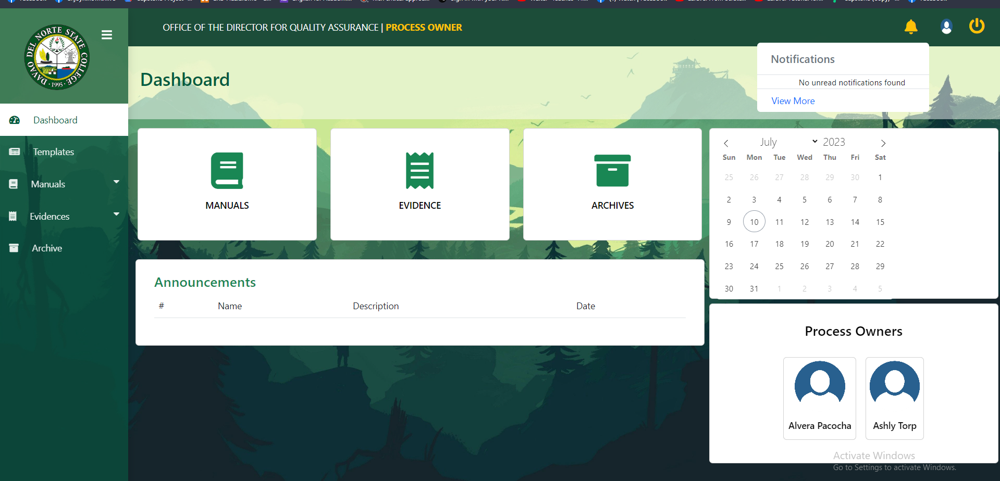 DAVAO DEL NORTE STATE COLLEGE
· 1995 ·
OFFICE OF THE DIRECTOR FOR QUALITY ASSURANCE | PROCESS OWNER
Dashboard
Templates
Manuals
Evidences
Archive
Dashboard
Notifications
No unread notifications found
View More
MANUALS
EVIDENCE
ARCHIVES
July 2023
Sun Mon Tue Wed Thu Fri Sat
25 26 27 28 29 30 1
2 3 4 5 6 7 8
9 10 11 12 13 14 15
16 17 18 19 20 21 22
23 24 25 26 27 28 29
30 31 1 2 3 4 5
Announcements
# Name Description Date
Process Owners
Alvera Pacocha
Ashly Torp
Activate Windows
Go to Settings to activate Windows.